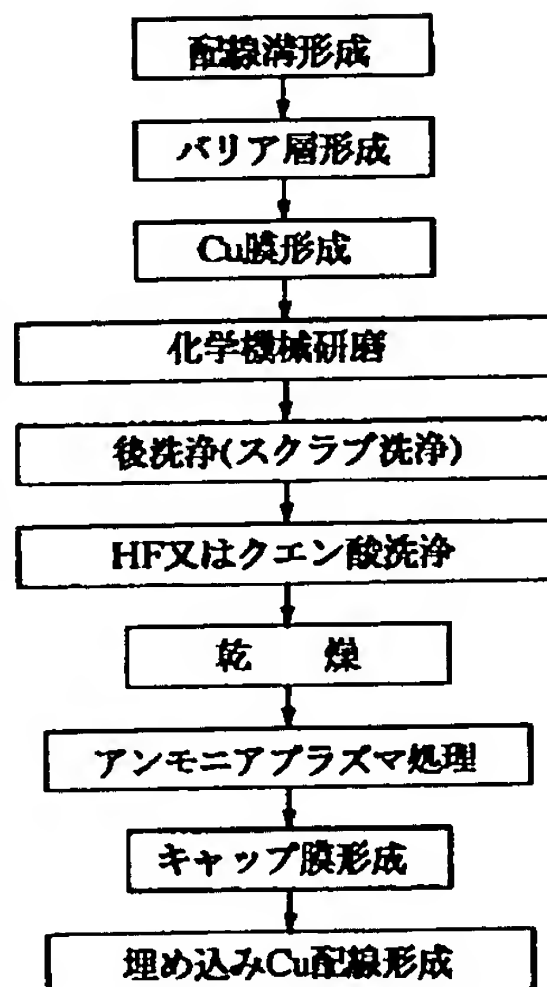 配線溝形成
バリア層形成
Cu膜形成
化学機械研磨
後洗浄(スクラブ洗浄)
HF又はクエン酸洗浄
乾 燥
アンモニアプラズマ処理
キャップ膜形成
埋め込みCu配線形成